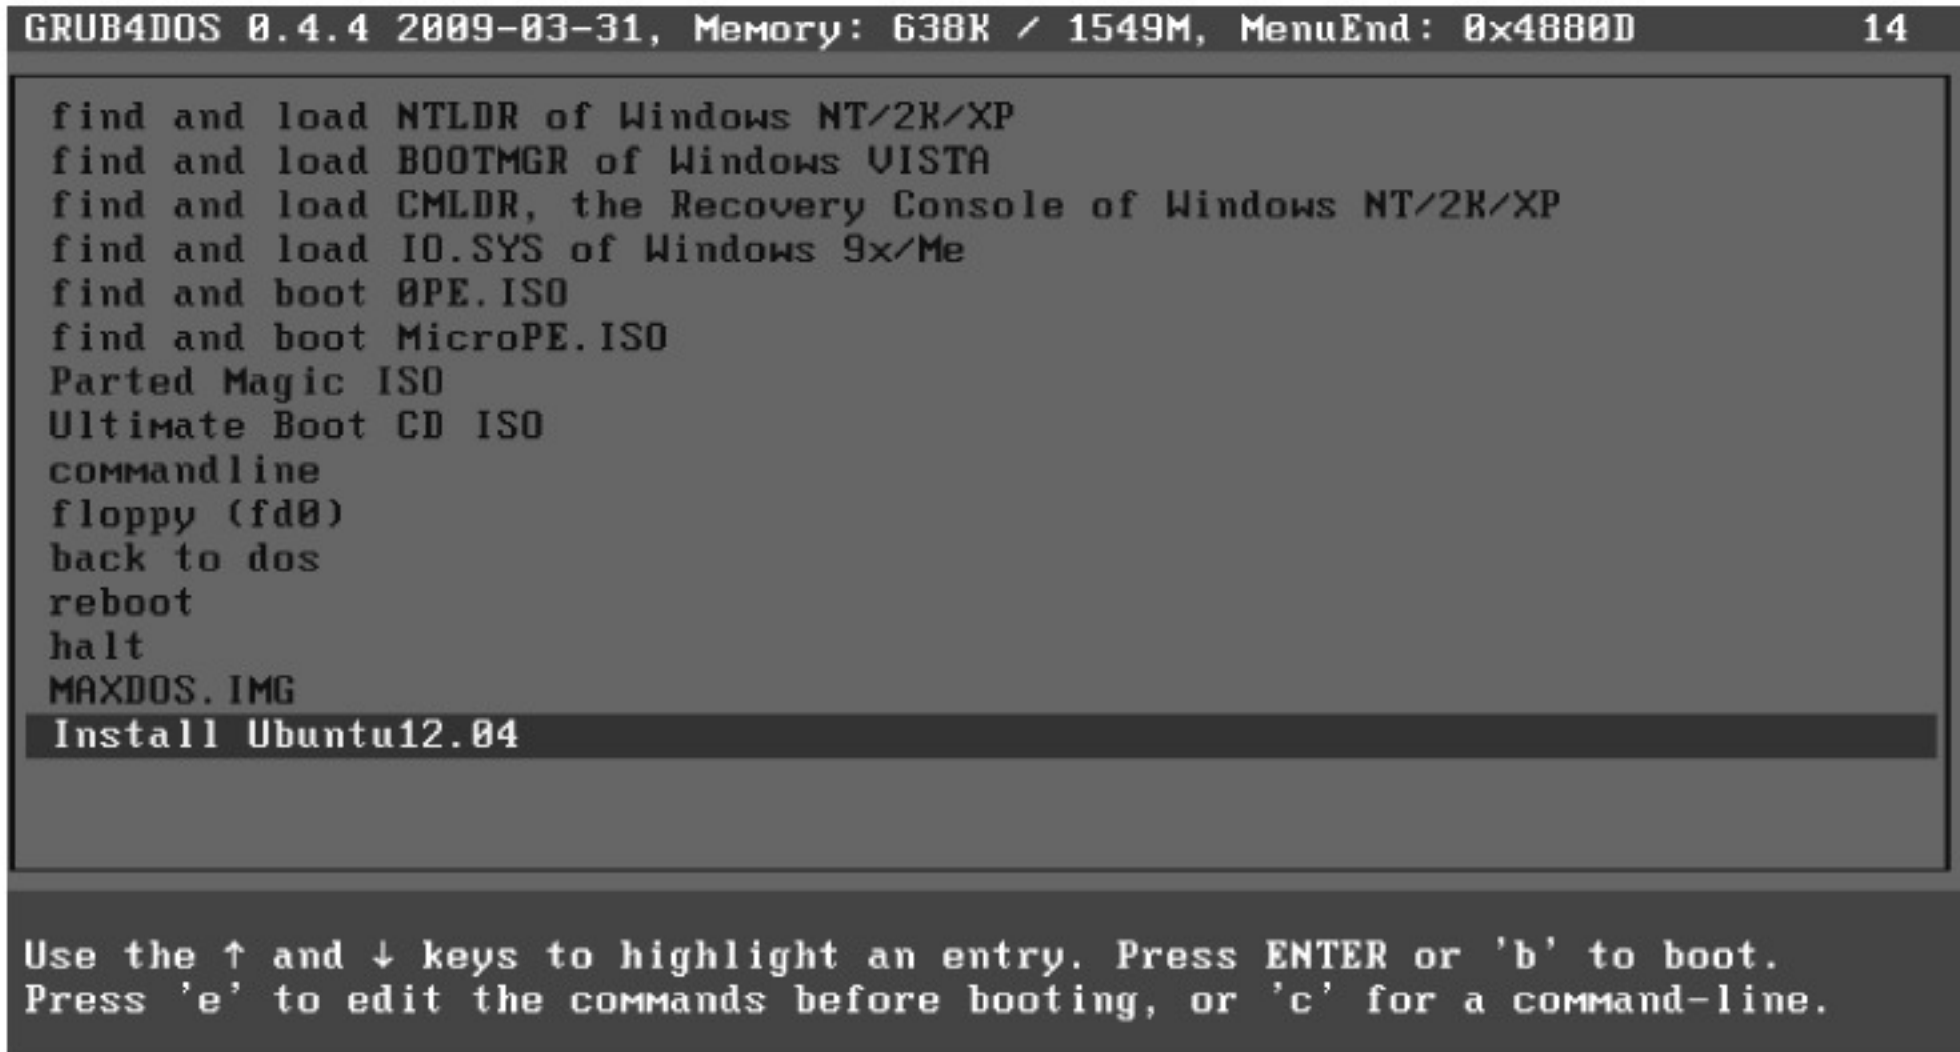 GRUB4DOS 0.4.4 2009-03-31, Memory: 638K / 1549M, MenuEnd: 0x4880D 14
find and load NTLDR of Windows NT/2K/XP
find and load BOOTMGR of Windows VISTA
find and load CMLDR, the Recovery Console of Windows NT/2K/XP
find and load IO.SYS of Windows 9x/Me
find and boot 0PE.ISO
find and boot MicroPE.ISO
Parted Magic ISO
Ultimate Boot CD ISO
commandline
floppy (fd0)
back to dos
reboot
halt
MAXDOS.IMG
Install Ubuntu12.04
Use the ↑ and ↓ keys to highlight an entry. Press ENTER or 'b' to boot.
Press 'e' to edit the commands before booting, or 'c' for a command-line.